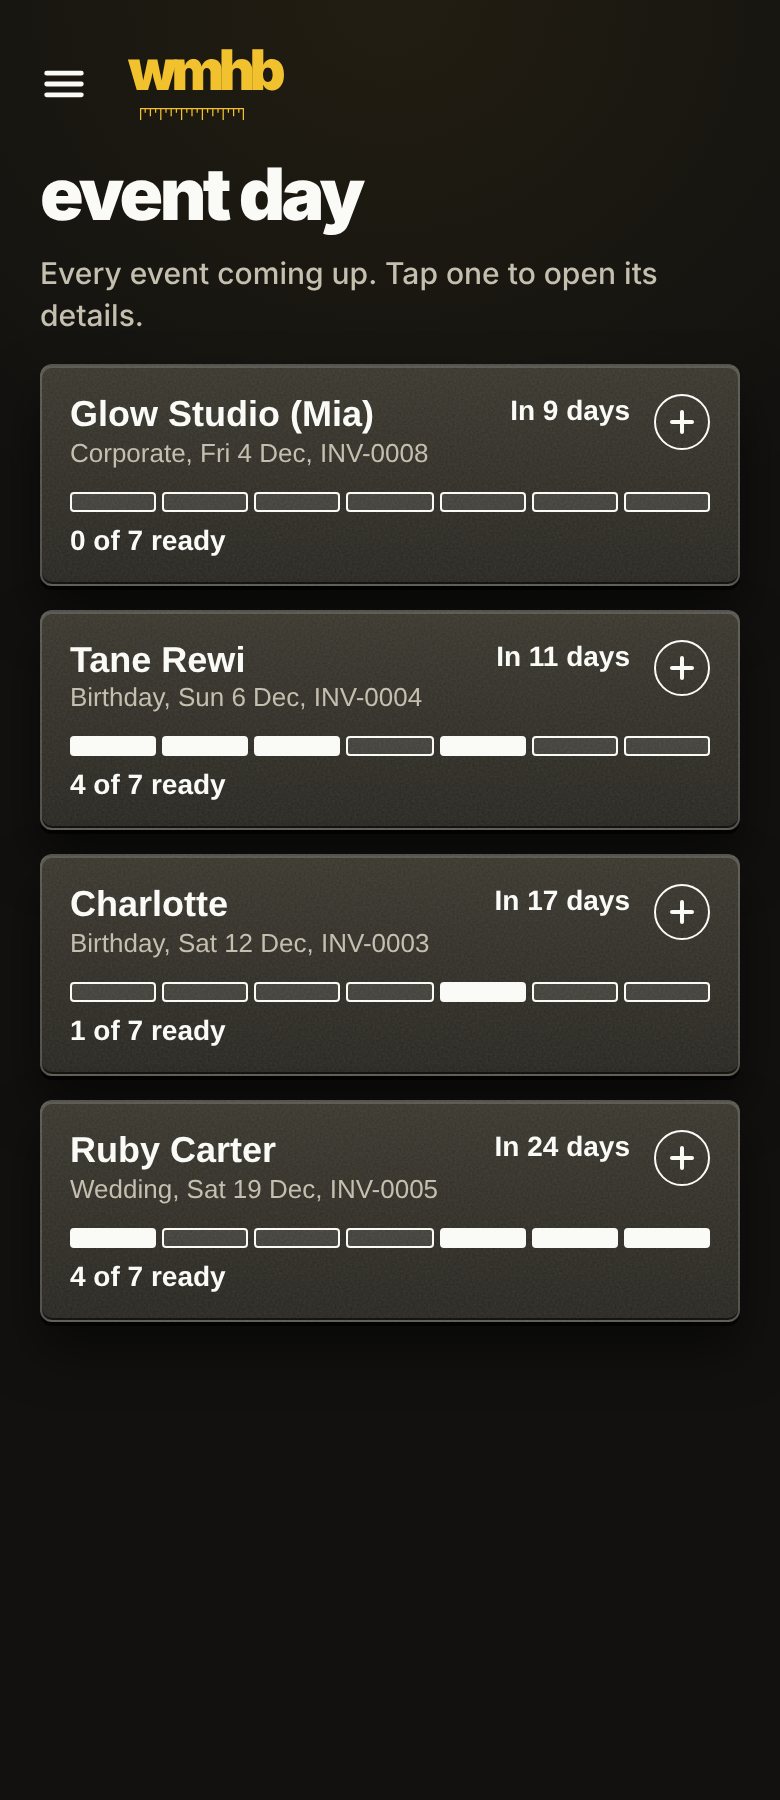 wmhb
event day
Every event coming up. Tap one to open its
details.
Glow Studio (Mia) In 9 days
Corporate, Fri 4 Dec, INV-0008
0 of 7 ready
Tane Rewi In 11 days
Birthday, Sun 6 Dec, INV-0004
4 of 7 ready
Charlotte In 17 days
Birthday, Sat 12 Dec, INV-0003
1 of 7 ready
Ruby Carter In 24 days
Wedding, Sat 19 Dec, INV-0005
4 of 7 ready